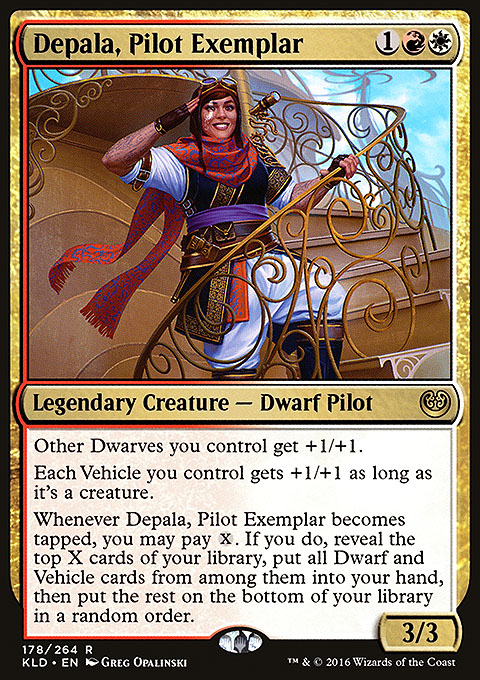 Depala, Pilot Exemplar 1
Legendary Creature — Dwarf Pilot
Other Dwarves you control get +1/+1.
Each Vehicle you control gets +1/+1 as long as
it's a creature.
Whenever Depala, Pilot Exemplar becomes
tapped, you may pay X. If you do, reveal the
top X cards of your library, put all Dwarf and
Vehicle cards from among them into your hand,
then put the rest on the bottom of your library
in a random order.
3/3
178/264 R
KLD • EN Greg Opalinski
™ & © 2016 Wizards of the Coast